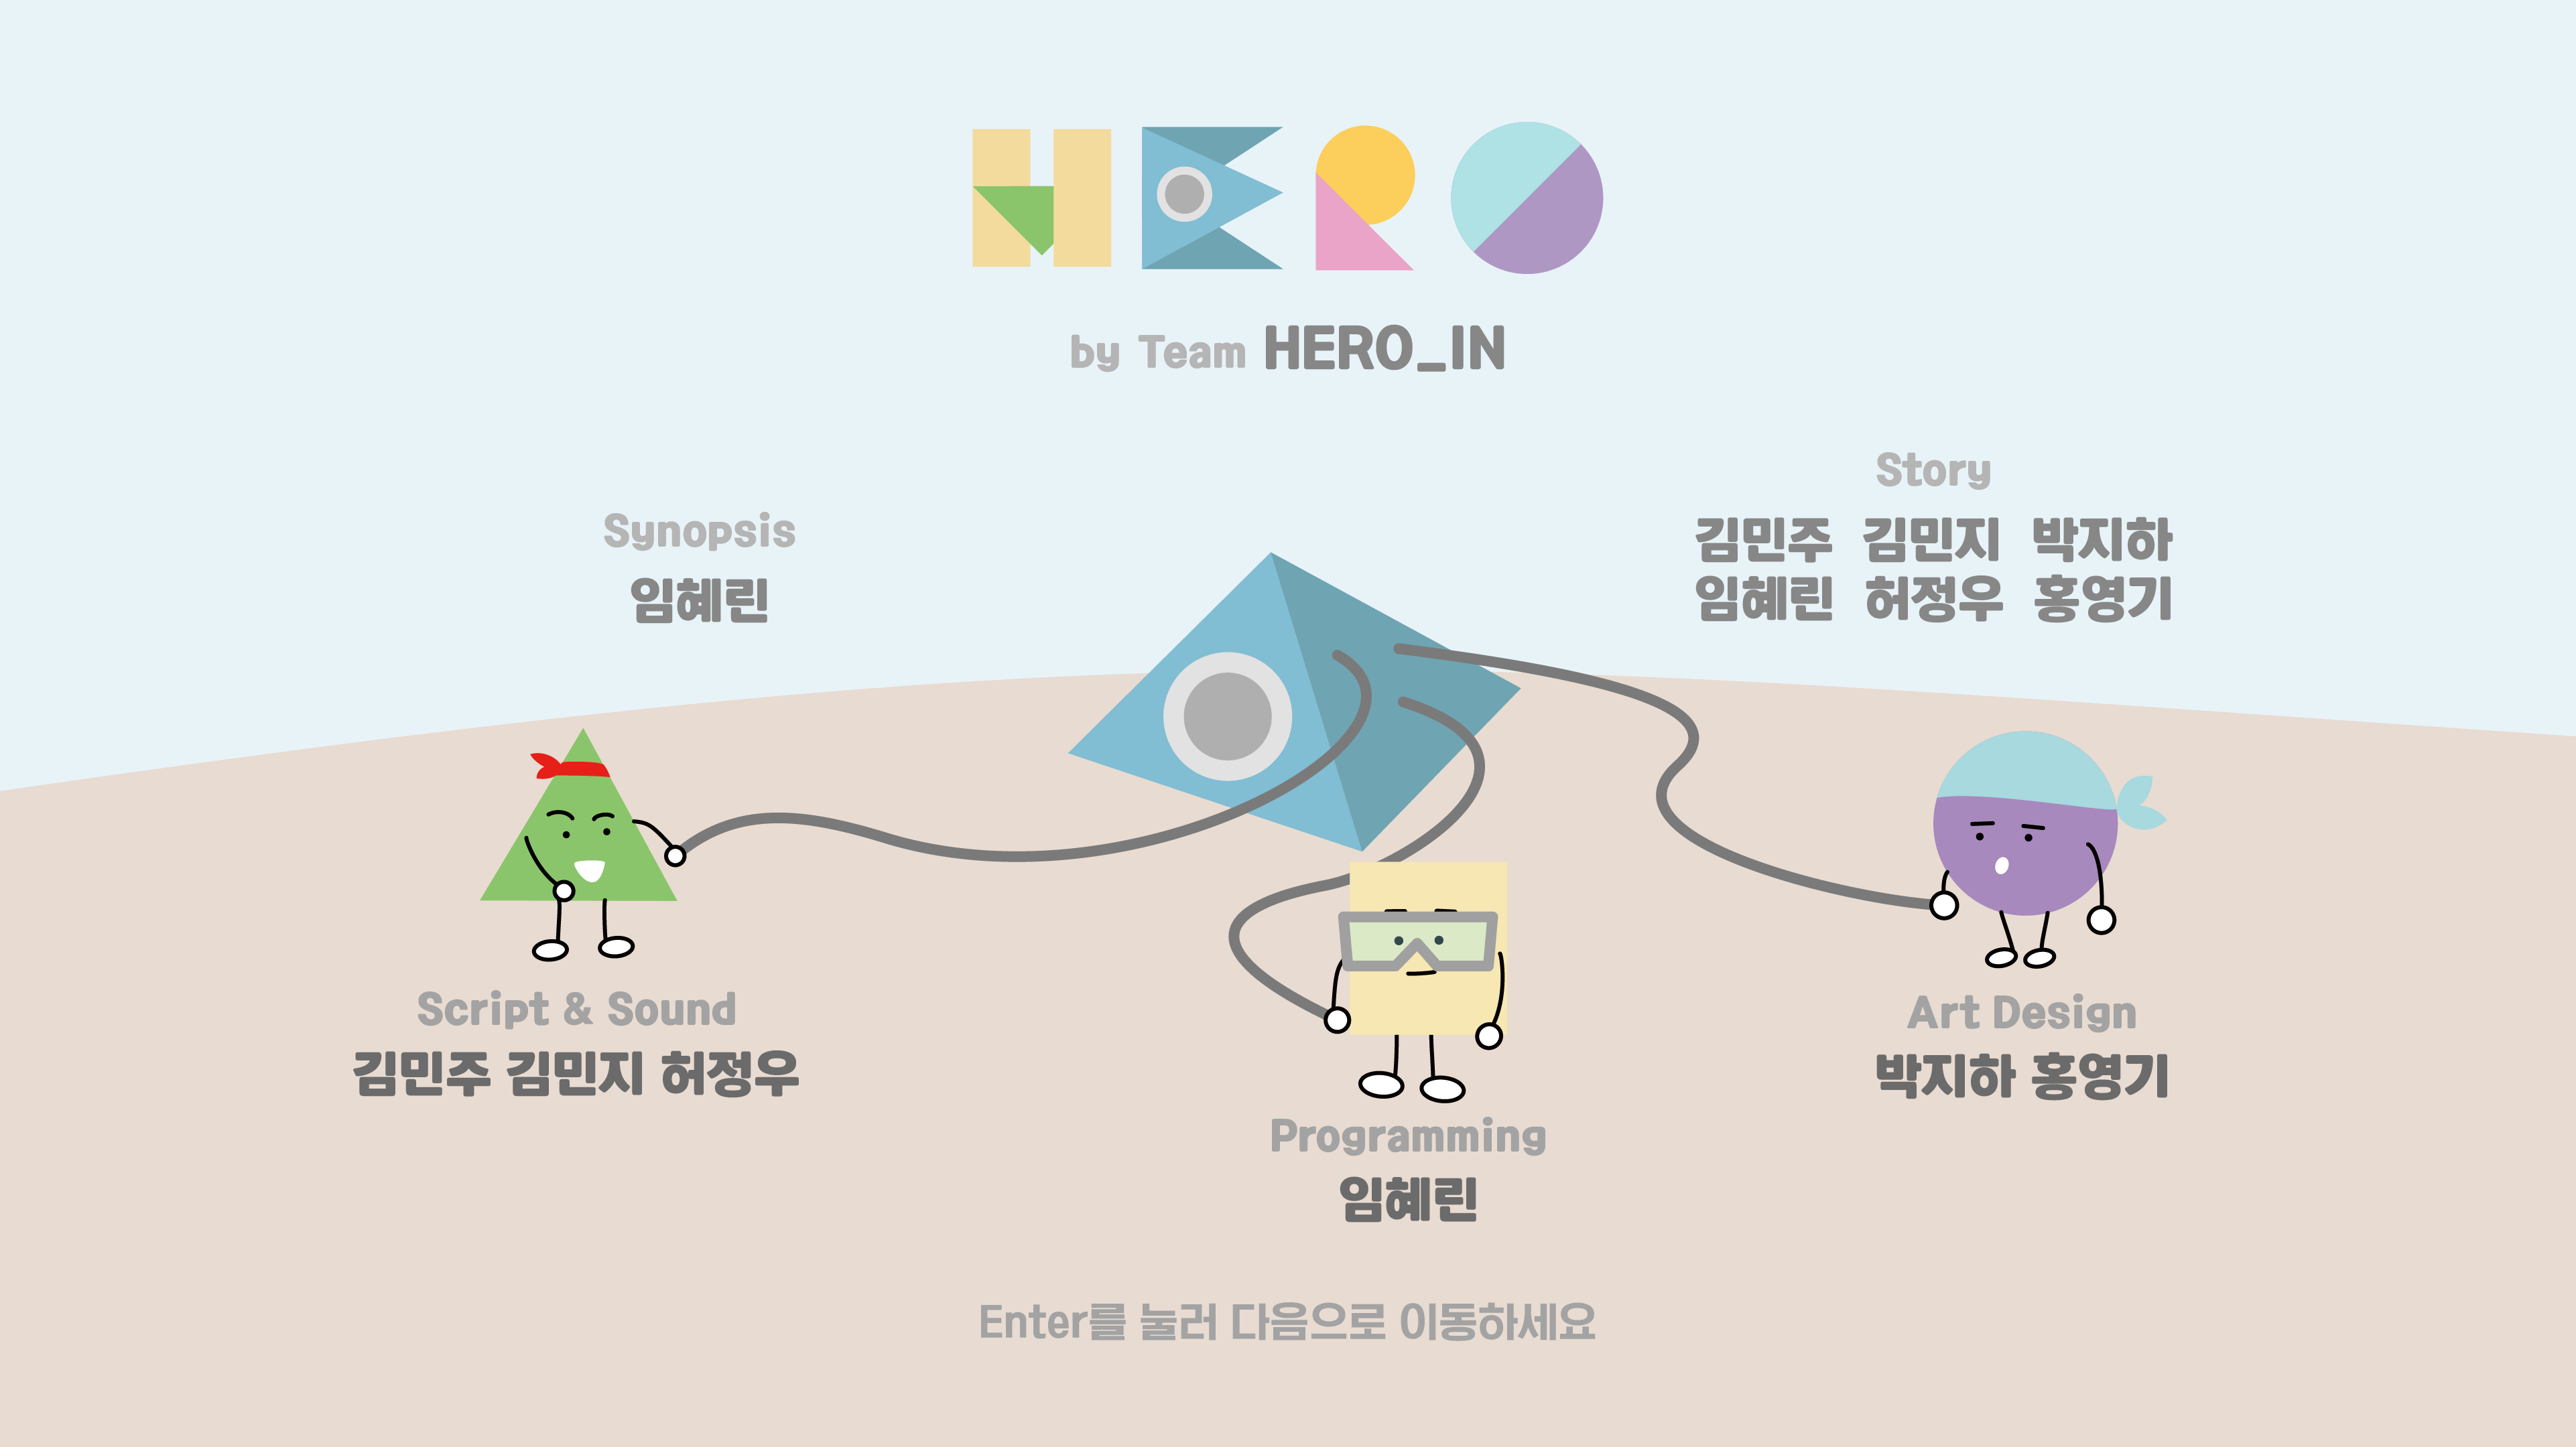 HERO
by Team HERO_IN
Synopsis
임혜린
Story
김민주 김민지 박지하
임혜린 허정우 홍영기
Script & Sound
김민주 김민지 허정우
Programming
임혜린
Art Design
박지하 홍영기
Enter를 눌러 다음으로 이동하세요